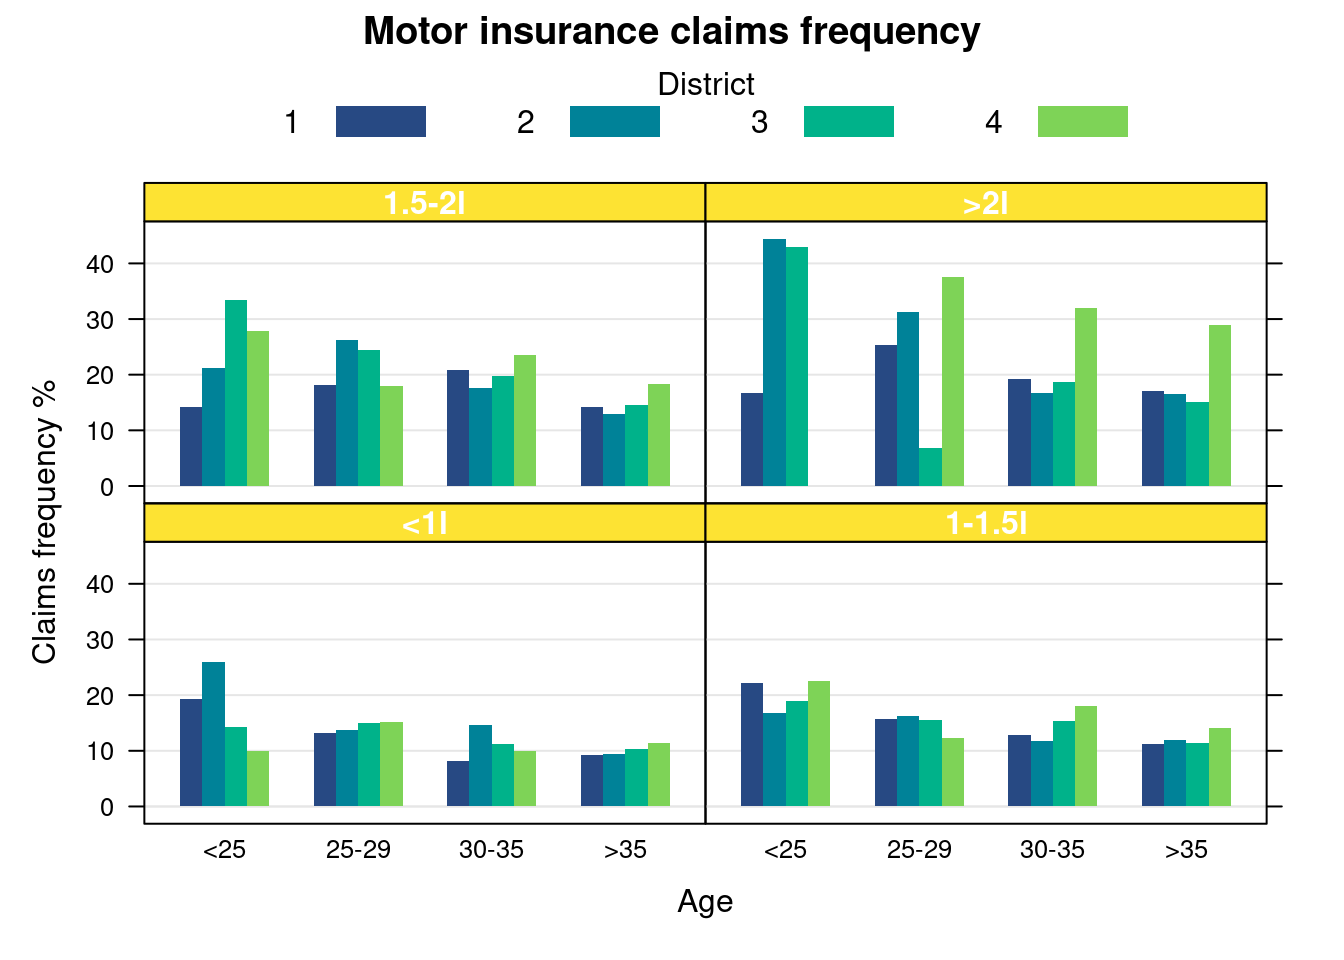 Motor insurance claims frequency
District
1 2 3 4
1.5-2l >2l
40
30
20
10
0
<1l 1-1.5l
40
30
20
10
0
Claims frequency %
<25 25-29 30-35 >35 <25 25-29 30-35 >35
Age